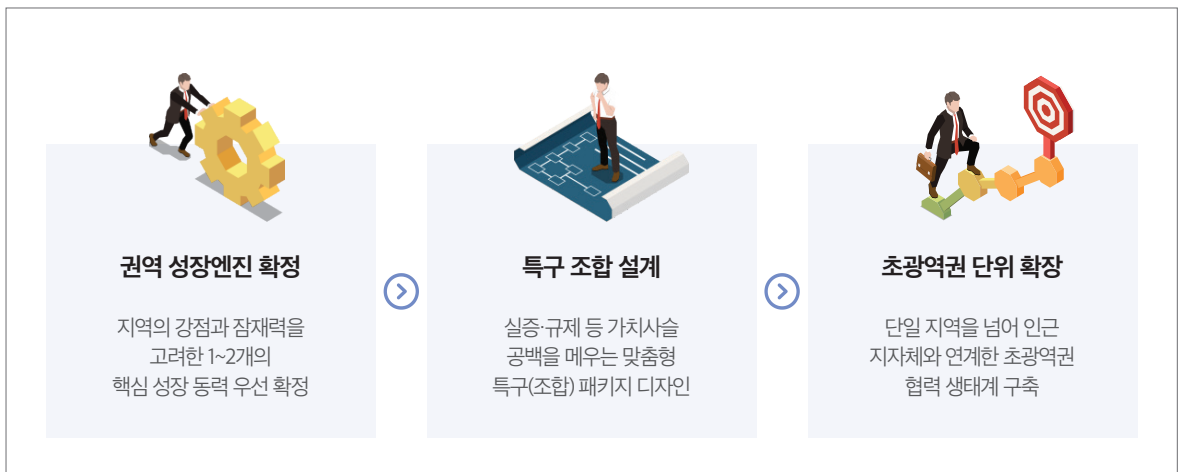 권역 성장엔진 확정
지역의 강점과 잠재력을
고려한 1~2개의
핵심 성장 동력 우선 확정
특구 조합 설계
실증·규제 등 가치사슬
공백을 메우는 맞춤형
특구(조합) 패키지 디자인
초광역권 단위 확장
단일 지역을 넘어 인근
지자체와 연계한 초광역권
협력 생태계 구축